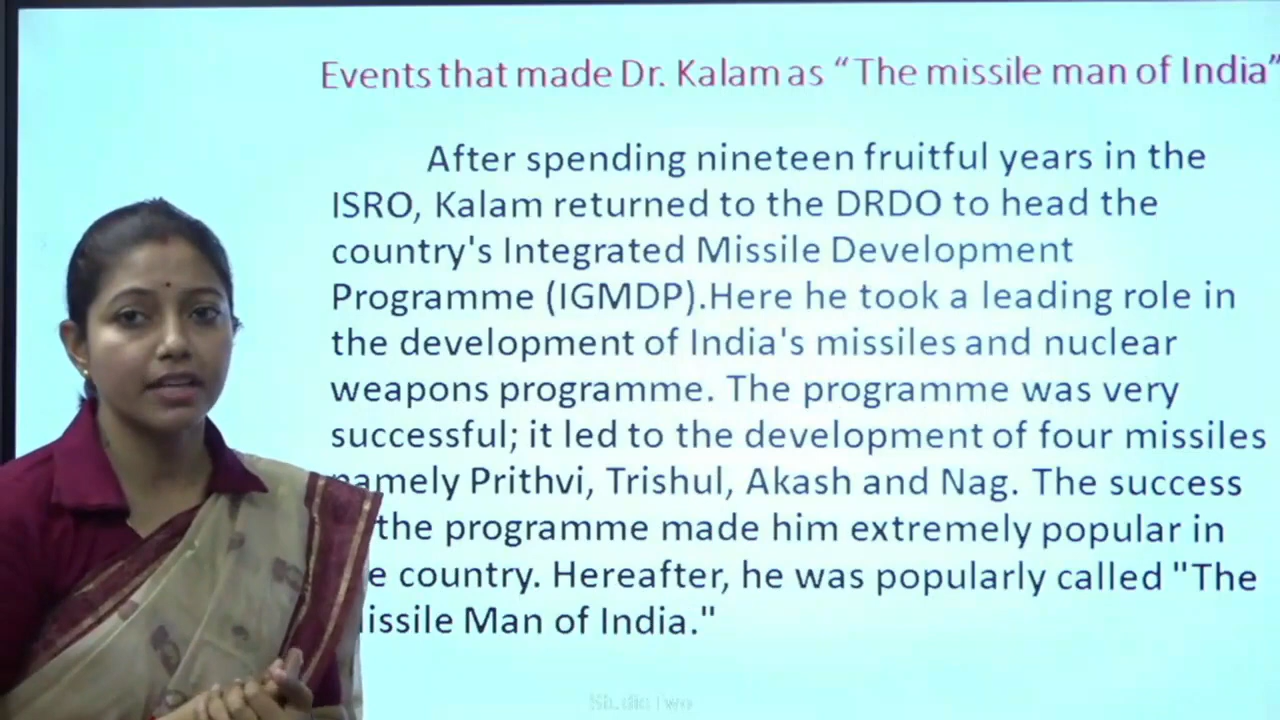 Events that made Dr. Kalam as “The missile man of India”
After spending nineteen fruitful years in the
ISRO, Kalam returned to the DRDO to head the
country's Integrated Missile Development
Programme (IGMDP).Here he took a leading role in
the development of India's missiles and nuclear
weapons programme. The programme was very
successful; it led to the development of four missiles
namely Prithvi, Trishul, Akash and Nag. The success
the programme made him extremely popular in
country. Hereafter, he was popularly called "The
Missile Man of India."